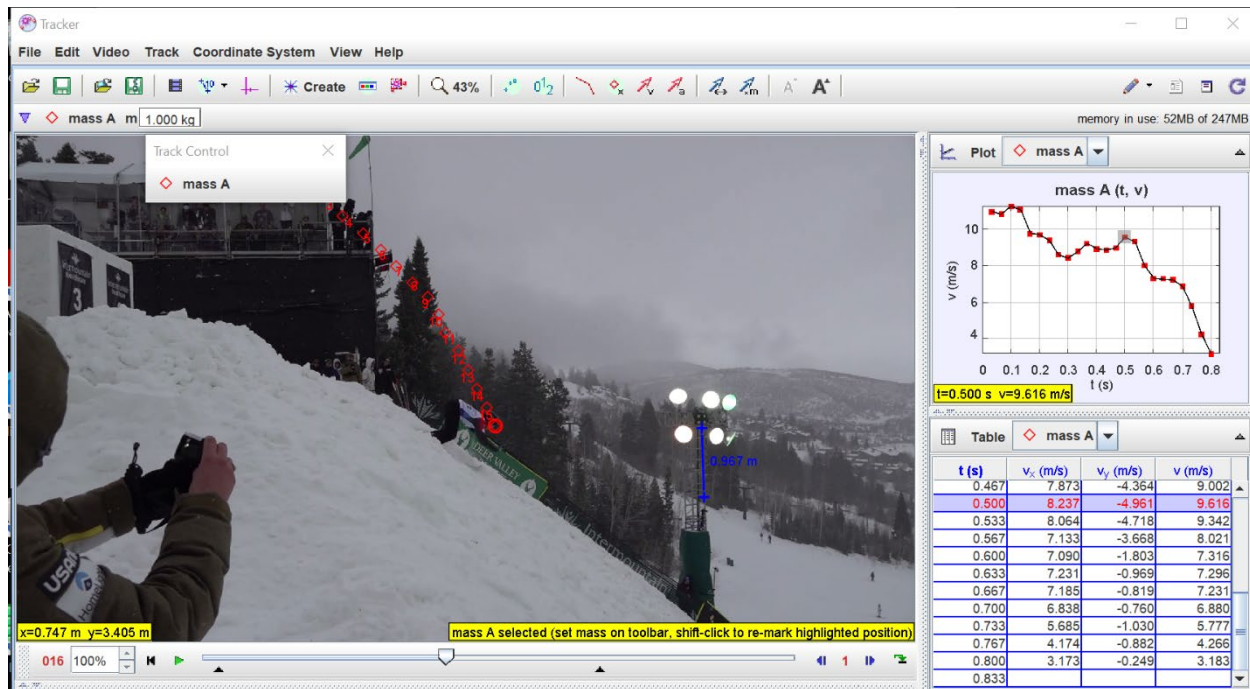 Tracker
File Edit Video Track Coordinate System View Help
Create 43%
mass A m 1.000 kg
memory in use: 52MB of 247MB
Track Control
mass A
3
DEER VALLEY
Intermountain
USANA
0.967 m
x=0.747 m y=3.405 m
mass A selected (set mass on toolbar, shift-click to re-mark highlighted position)
016 100% 1
Plot mass A
mass A (t, v)
v (m/s)
10
8
6
4
0 0.1 0.2 0.3 0.4 0.5 0.6 0.7 0.8
t (s)
t=0.500 s v=9.616 m/s
Table mass A
t (s) vx (m/s) vy (m/s) v (m/s)
0.467 7.873 -4.364 9.002
0.500 8.237 -4.961 9.616
0.533 8.064 -4.718 9.342
0.567 7.133 -3.668 8.021
0.600 7.090 -1.803 7.316
0.633 7.231 -0.969 7.296
0.667 7.185 -0.819 7.231
0.700 6.838 -0.760 6.880
0.733 5.685 -1.030 5.777
0.767 4.174 -0.882 4.266
0.800 3.173 -0.249 3.183
0.833